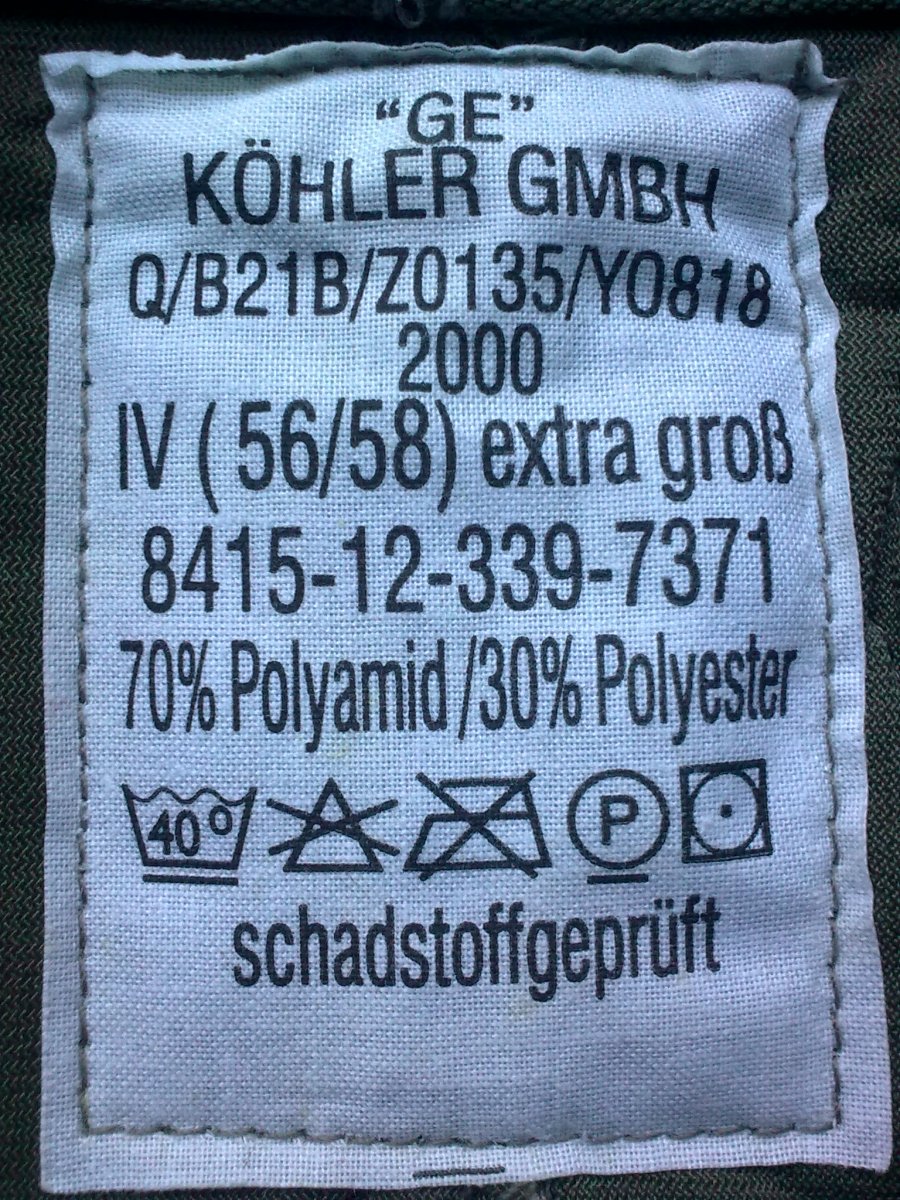 “GE”
KÖHLER GMBH
Q/B21B/Z0135/Y0818
2000
IV ( 56/58) extra groß
8415-12-339-7371
70% Polyamid /30% Polyester
40° P
schadstoffgeprüft